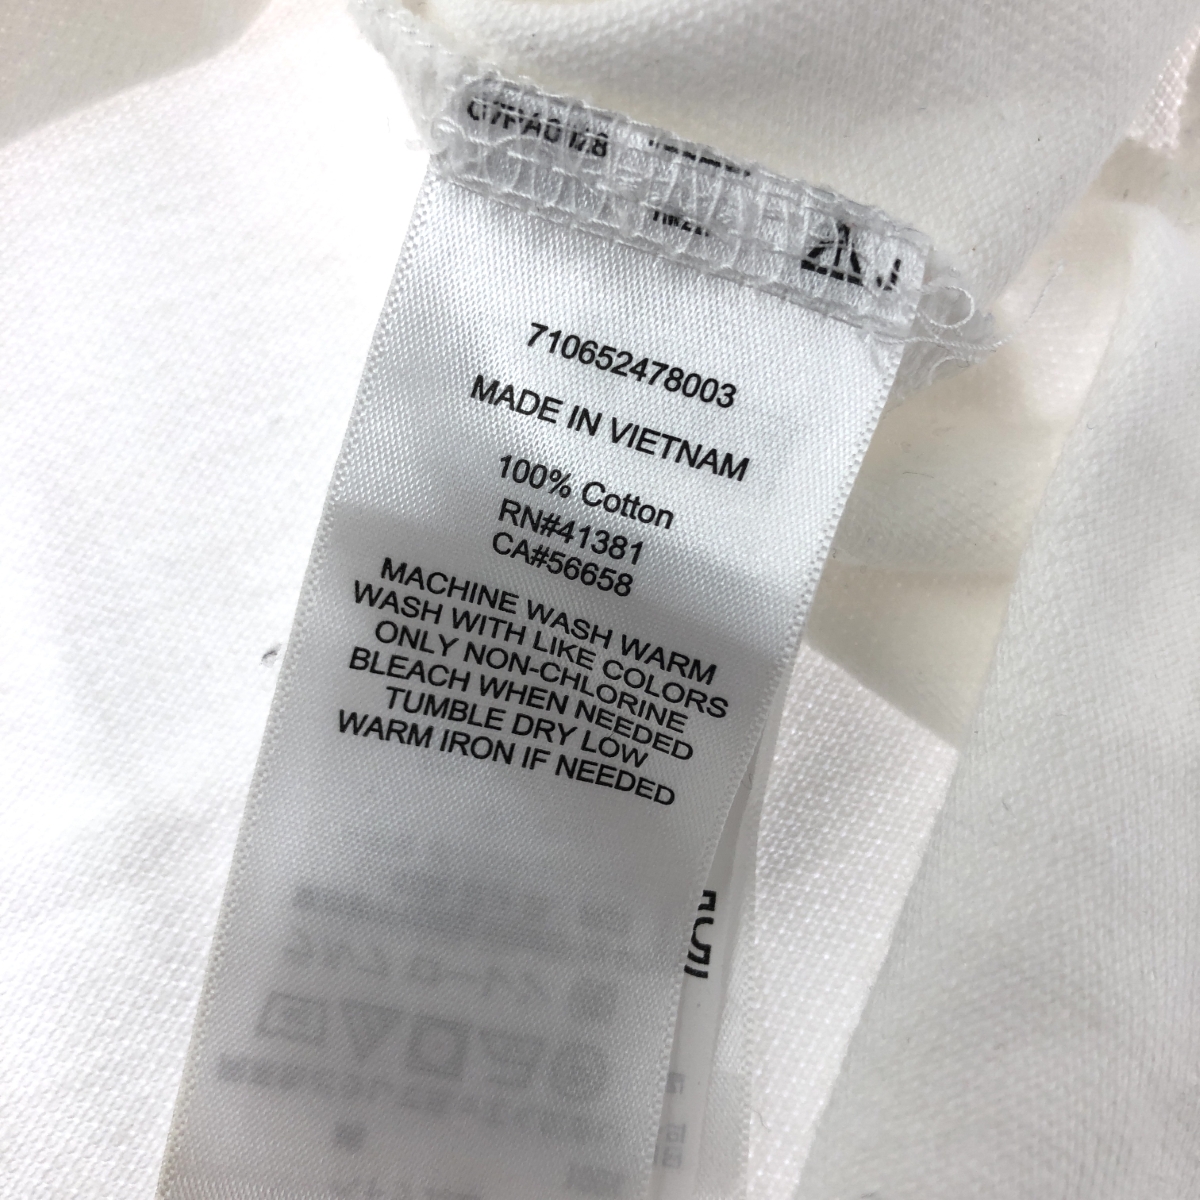 710652478003
MADE IN VIETNAM
100% Cotton
RN#41381
CA#56658
MACHINE WASH WARM
WASH WITH LIKE COLORS
ONLY NON-CHLORINE
BLEACH WHEN NEEDED
TUMBLE DRY LOW
WARM IRON IF NEEDED